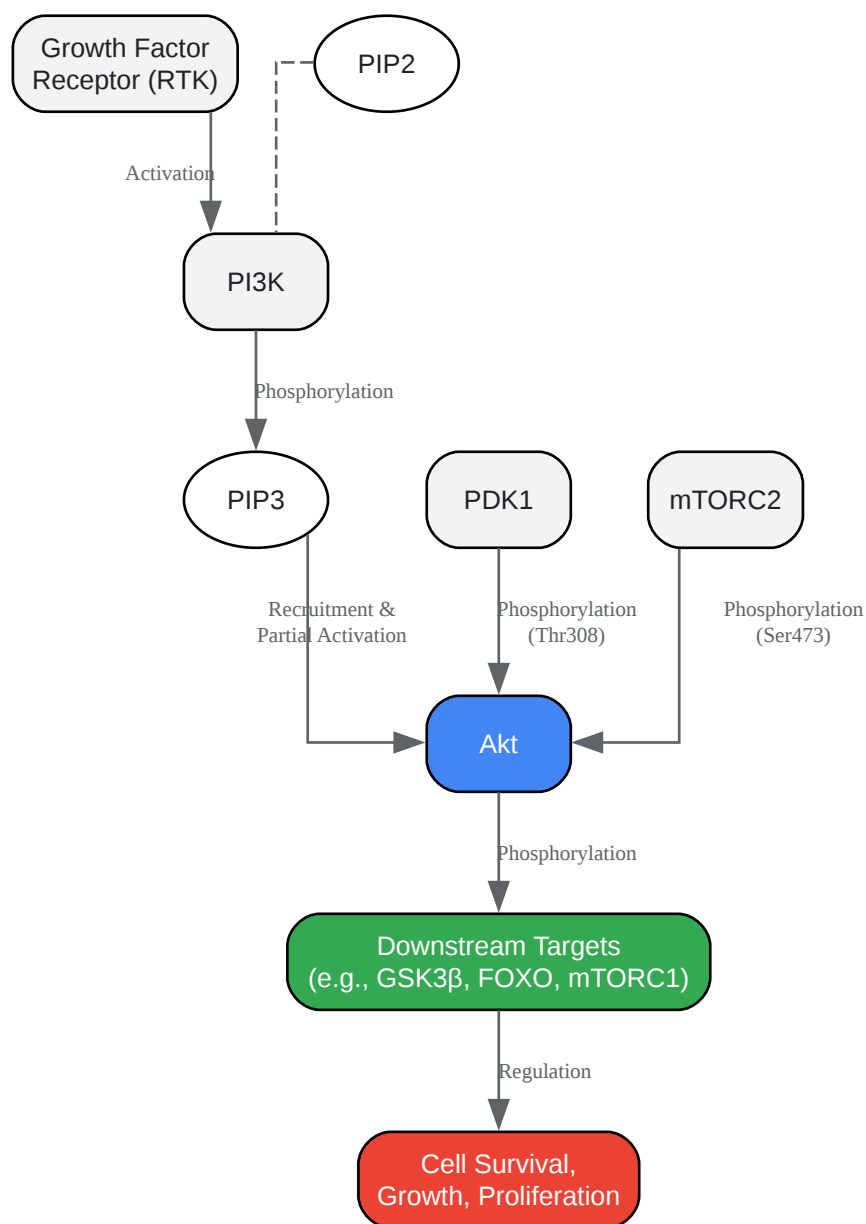 Growth Factor
Receptor (RTK)
PIP2
Activation
PI3K
Phosphorylation
PIP3
PDK1
mTORC2
Recruitment &
Partial Activation
Phosphorylation
(Thr308)
Phosphorylation
(Ser473)
Akt
Phosphorylation
Downstream Targets
(e.g., GSK3β, FOXO, mTORC1)
Regulation
Cell Survival,
Growth, Proliferation